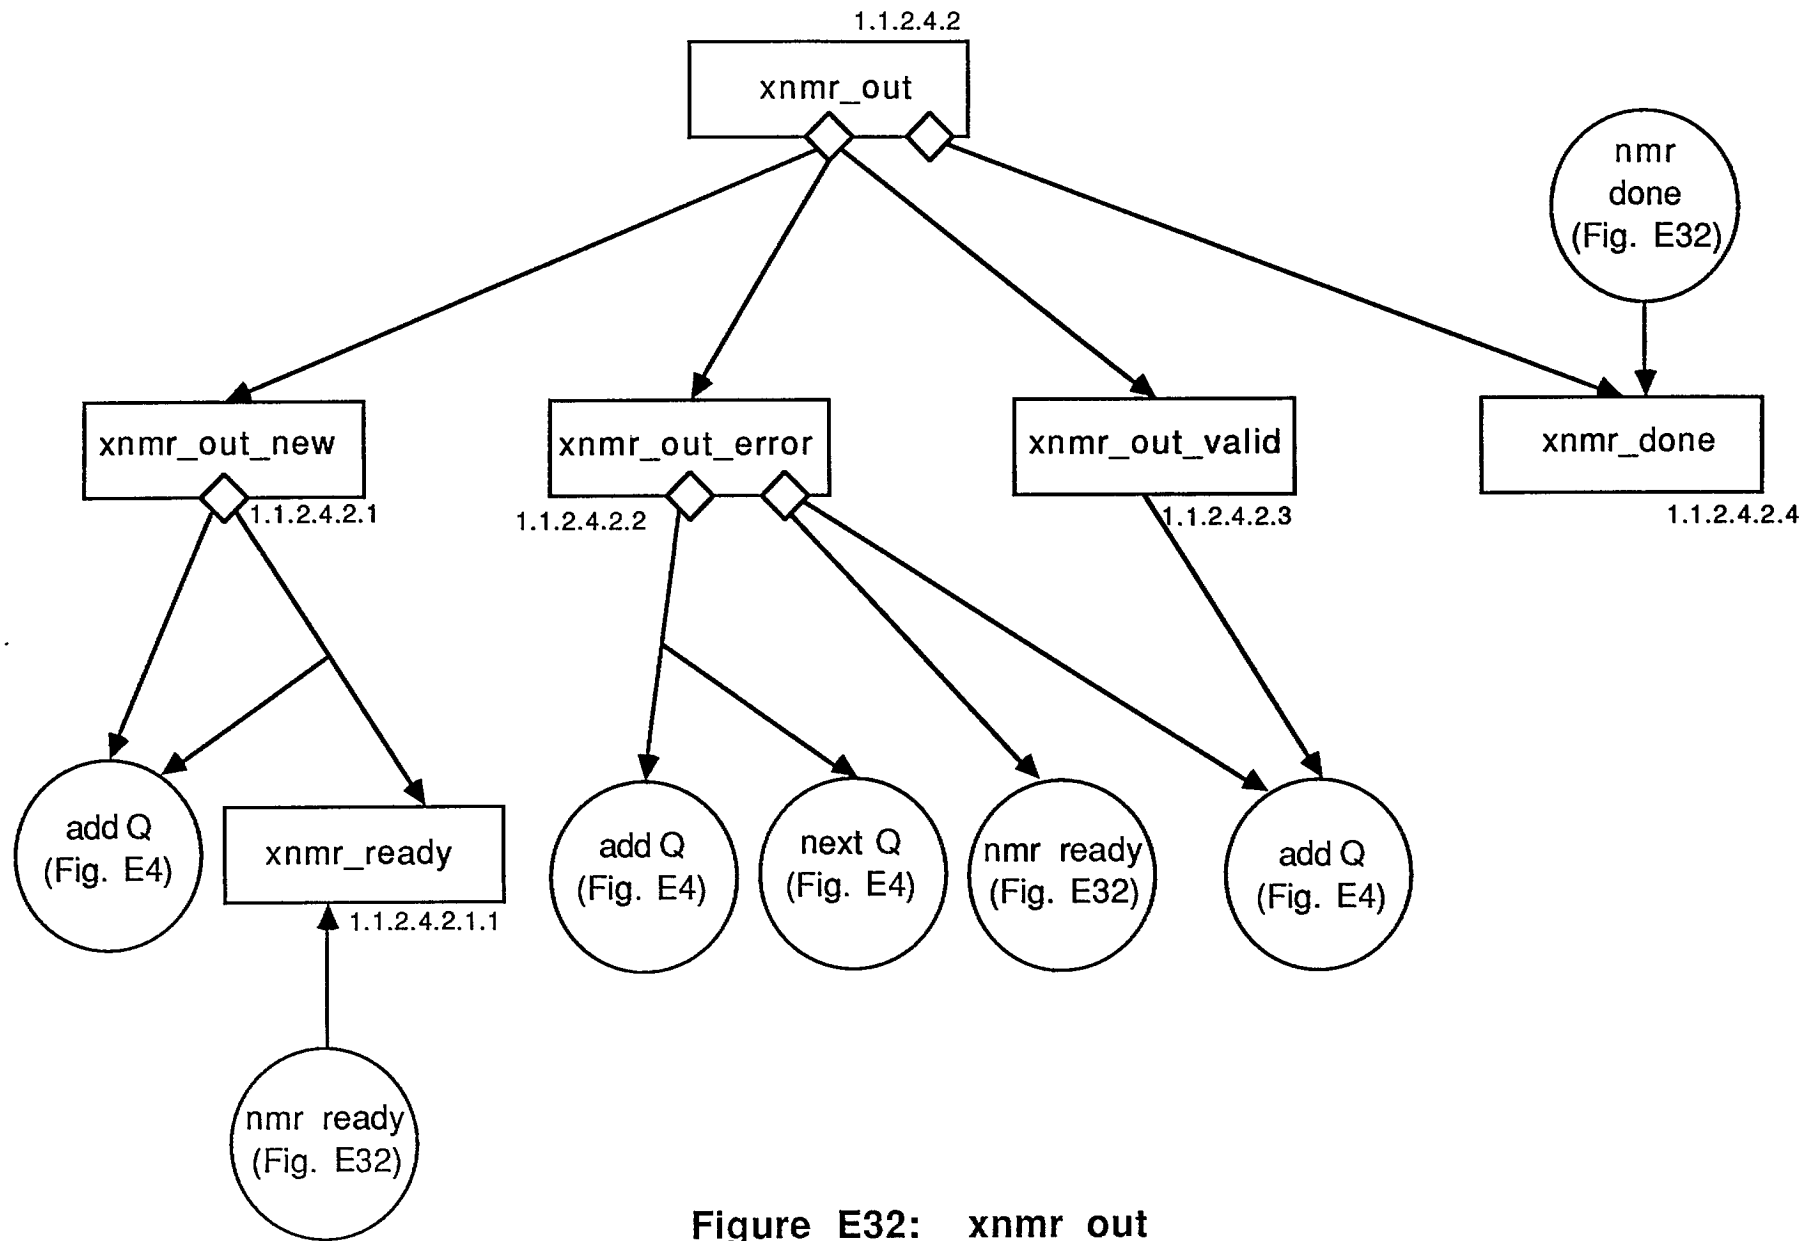 1.1.2.4.2
xnmr_out
nmr
done
(Fig. E32)
xnmr_out_new
xnmr_out_error
xnmr_out_valid
xnmr_done
1.1.2.4.2.1
1.1.2.4.2.2
1.1.2.4.2.3
1.1.2.4.2.4
add Q
(Fig. E4)
xnmr_ready
1.1.2.4.2.1.1
add Q
(Fig. E4)
next Q
(Fig. E4)
nmr ready
(Fig. E32)
add Q
(Fig. E4)
nmr ready
(Fig. E32)
Figure E32: xnmr out